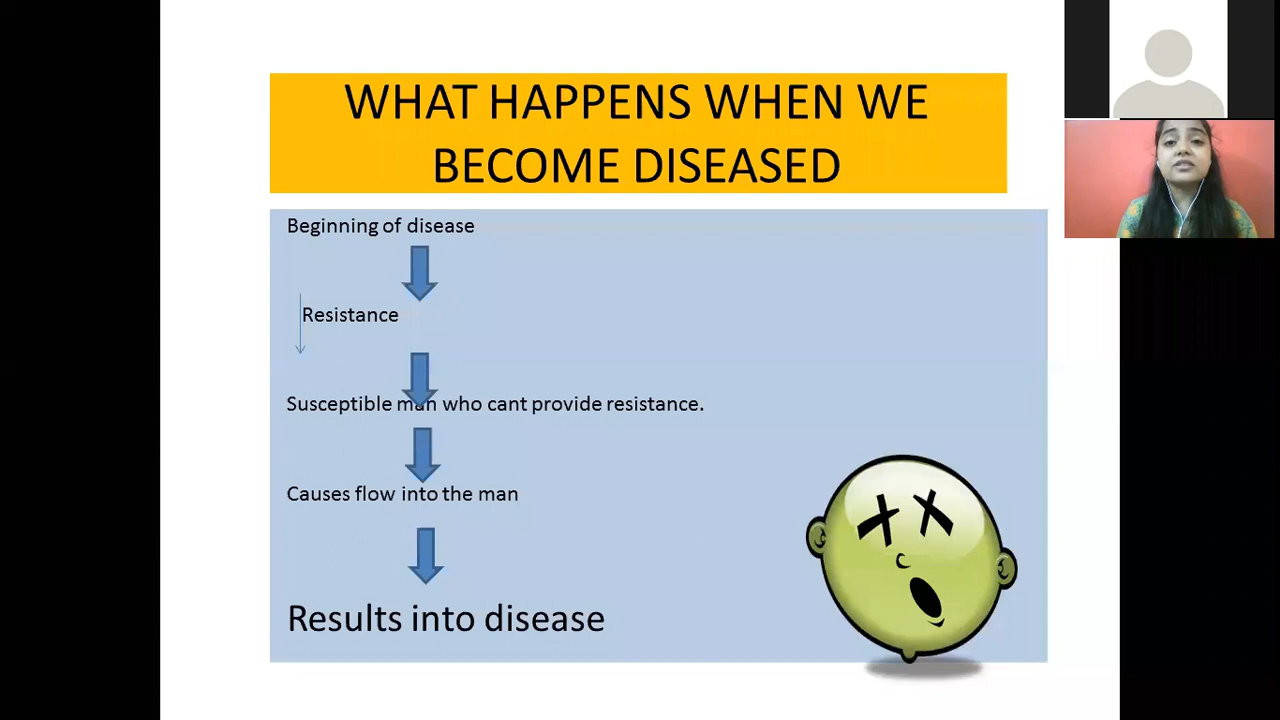 WHAT HAPPENS WHEN WE
BECOME DISEASED
Beginning of disease
Resistance
Susceptible man who cant provide resistance.
Causes flow into the man
Results into disease